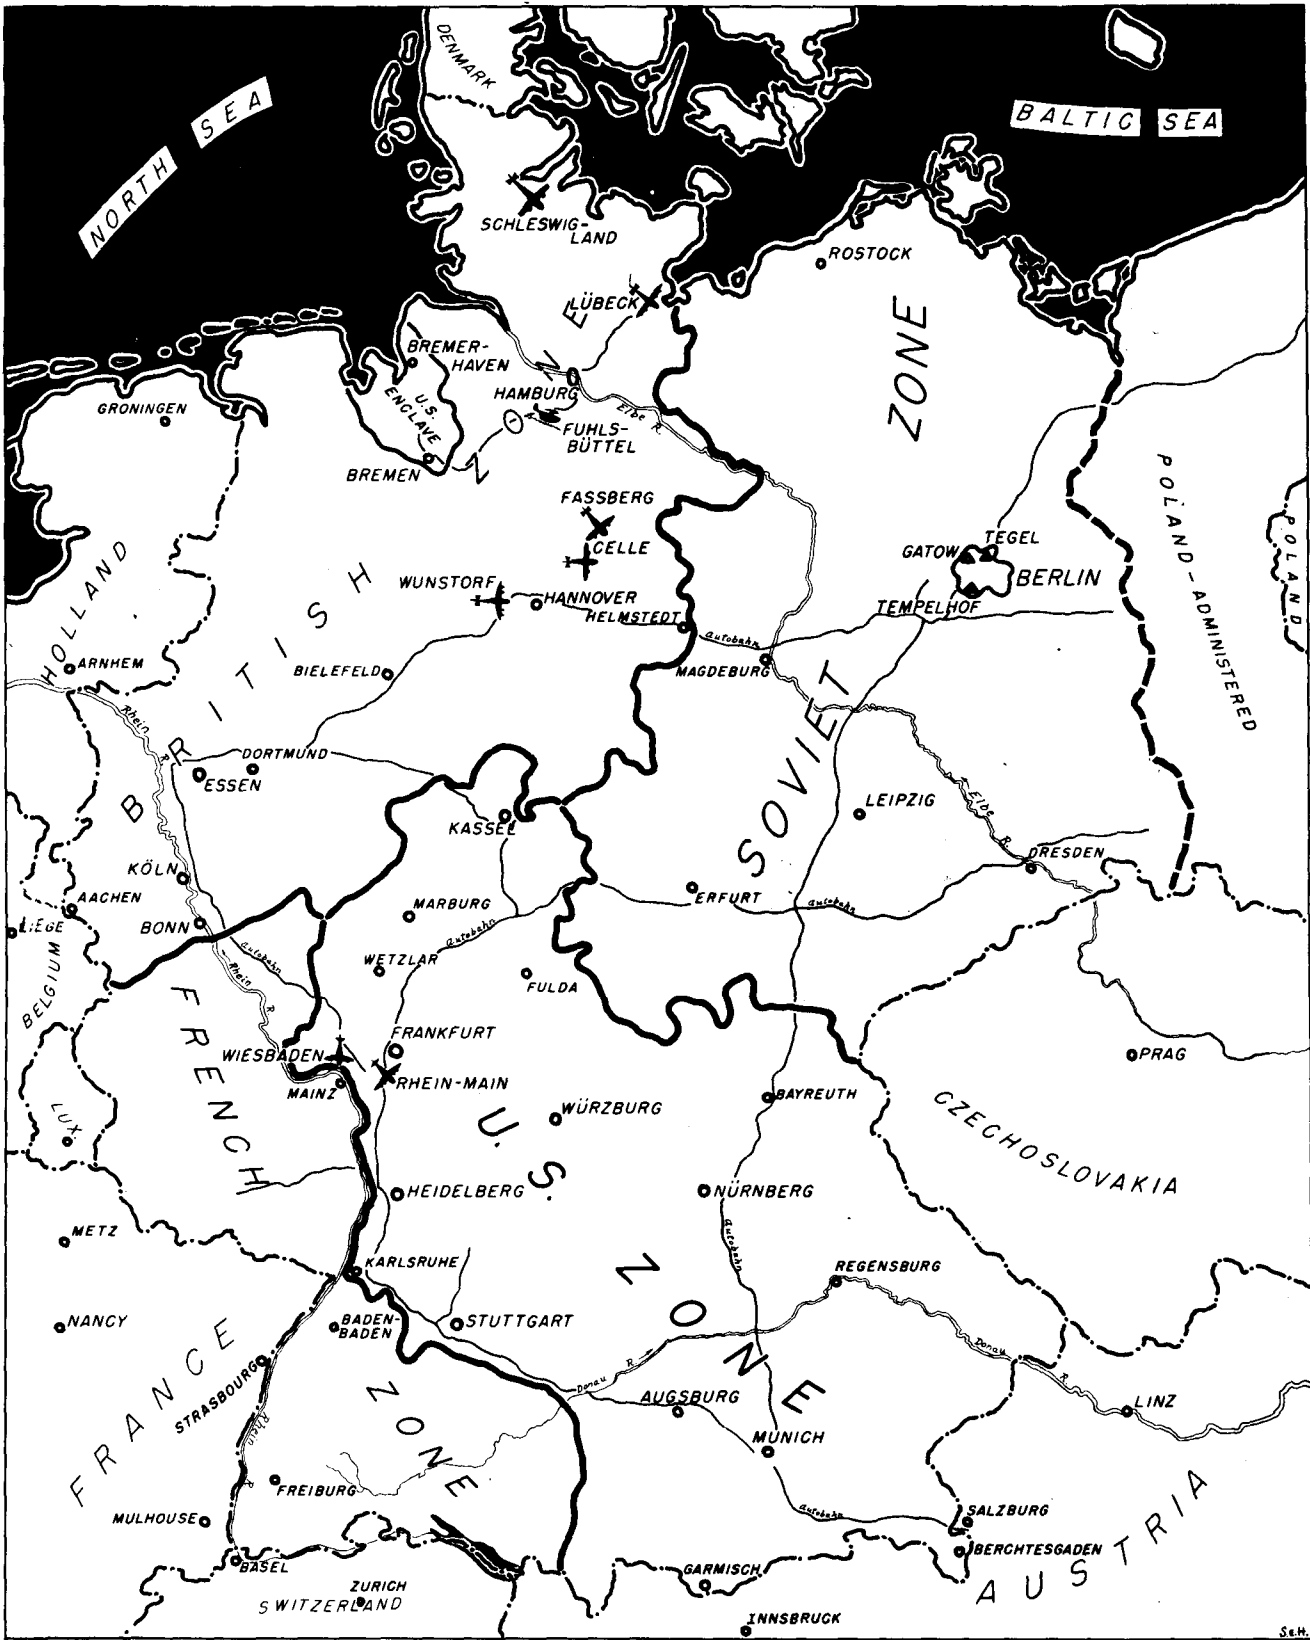 DENMARK
NORTH SEA
BALTIC SEA
SCHLESWIG-
LAND
ROSTOCK
LÜBECK
ZONE
BREMER-
HAVEN
U.S.
ENCLAVE
HAMBURG
Elbe R.
GRONINGEN
FUHLS-
BÜTTEL
BREMEN
POLAND-ADMINISTERED
POLAND
FASSBERG
CELLE
TEGEL
GATOW
BERLIN
TEMPELHOF
WUNSTORF
HANNOVER
HELMSTEDT
Autobahn
MAGDEBURG
HOLLAND
ARNHEM
BIELEFELD
Rhein R.
BRITISH
ZONE
DORTMUND
ESSEN
SOVIET
LEIPZIG
Elbe R.
KASSEL
DRESDEN
KÖLN
ERFURT
Autobahn
AACHEN
LIEGE
MARBURG
BONN
Autobahn
Autobahn
BELGIUM
WETZLAR
Rhein R.
FULDA
FRENCH
FRANKFURT
WIESBADEN
RHEIN-MAIN
MAINZ
PRAG
LUX.
WÜRZBURG
BAYREUTH
CZECHOSLOVAKIA
U.S.
HEIDELBERG
NÜRNBERG
METZ
KARLSRUHE
Autobahn
REGENSBURG
ZONE
NANCY
BADEN-
BADEN
STUTTGART
Donau R.
Donau R.
FRANCE
STRASBOURG
ZONE
AUGSBURG
LINZ
Rhein R.
MUNICH
FREIBURG
MULHOUSE
Autobahn
SALZBURG
BERCHTESGADEN
BASEL
AUSTRIA
GARMISCH
ZURICH
SWITZERLAND
INNSBRUCK
S.E.H.